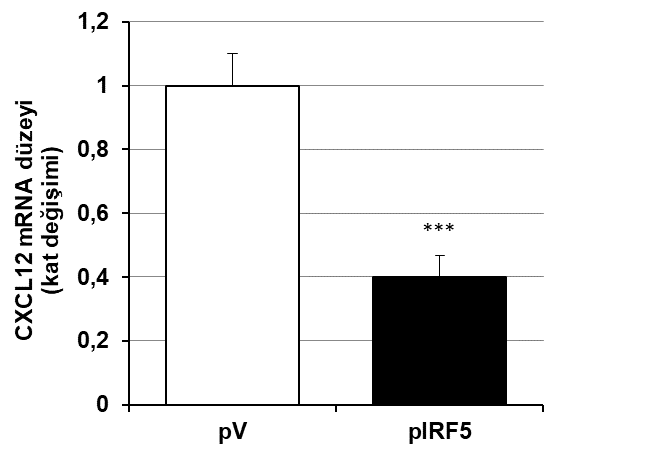 CXCL12 mRNA düzeyi
(kat değişimi)
1,2
1
0,8
0,6
0,4
0,2
0
***
pV
pIRF5